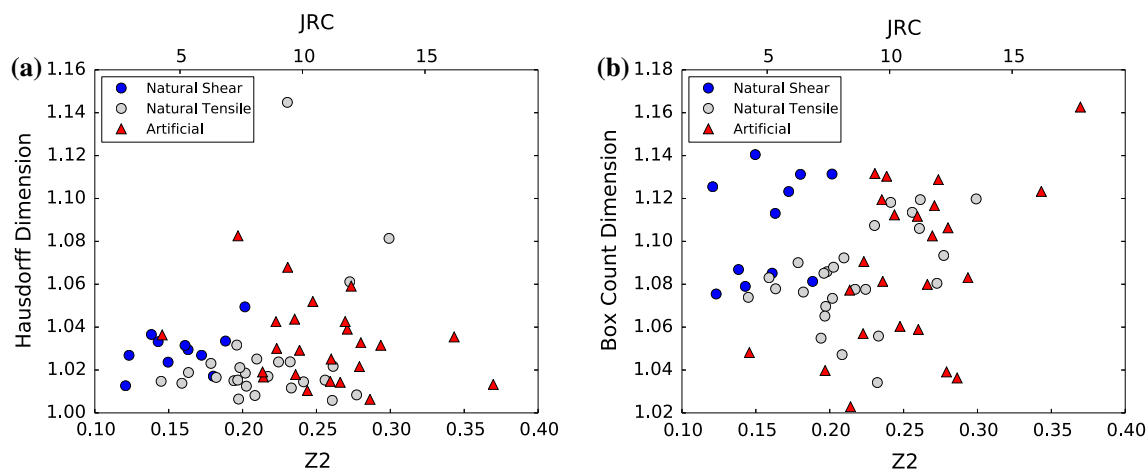 JRC
5 10 15
(a)
1.16
1.14
1.12
1.10
1.08
1.06
1.04
1.02
1.00
Hausdorff Dimension
Natural Shear
Natural Tensile
Artificial
0.10 0.15 0.20 0.25 0.30 0.35 0.40
Z2
JRC
5 10 15
(b)
1.18
1.16
1.14
1.12
1.10
1.08
1.06
1.04
1.02
Box Count Dimension
Natural Shear
Natural Tensile
Artificial
0.10 0.15 0.20 0.25 0.30 0.35 0.40
Z2